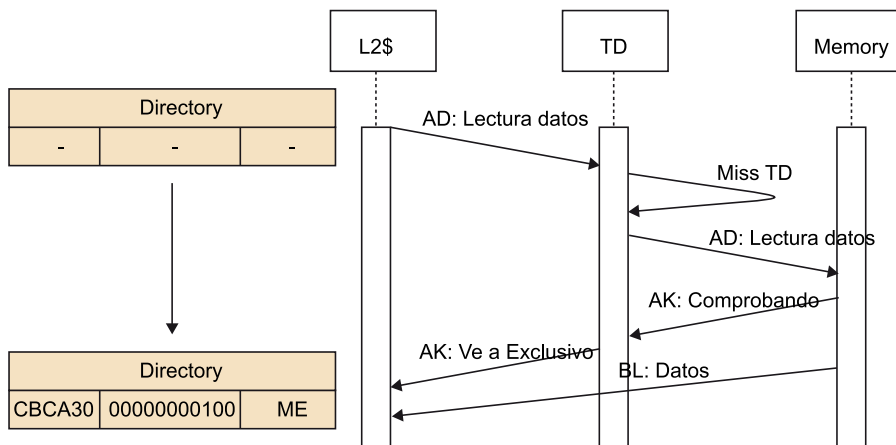 L2$
TD
Memory
Directory
- - -
AD: Lectura datos
Miss TD
AD: Lectura datos
AK: Comprobando
AK: Ve a Exclusivo
BL: Datos
Directory
CBCA30 00000000100 ME